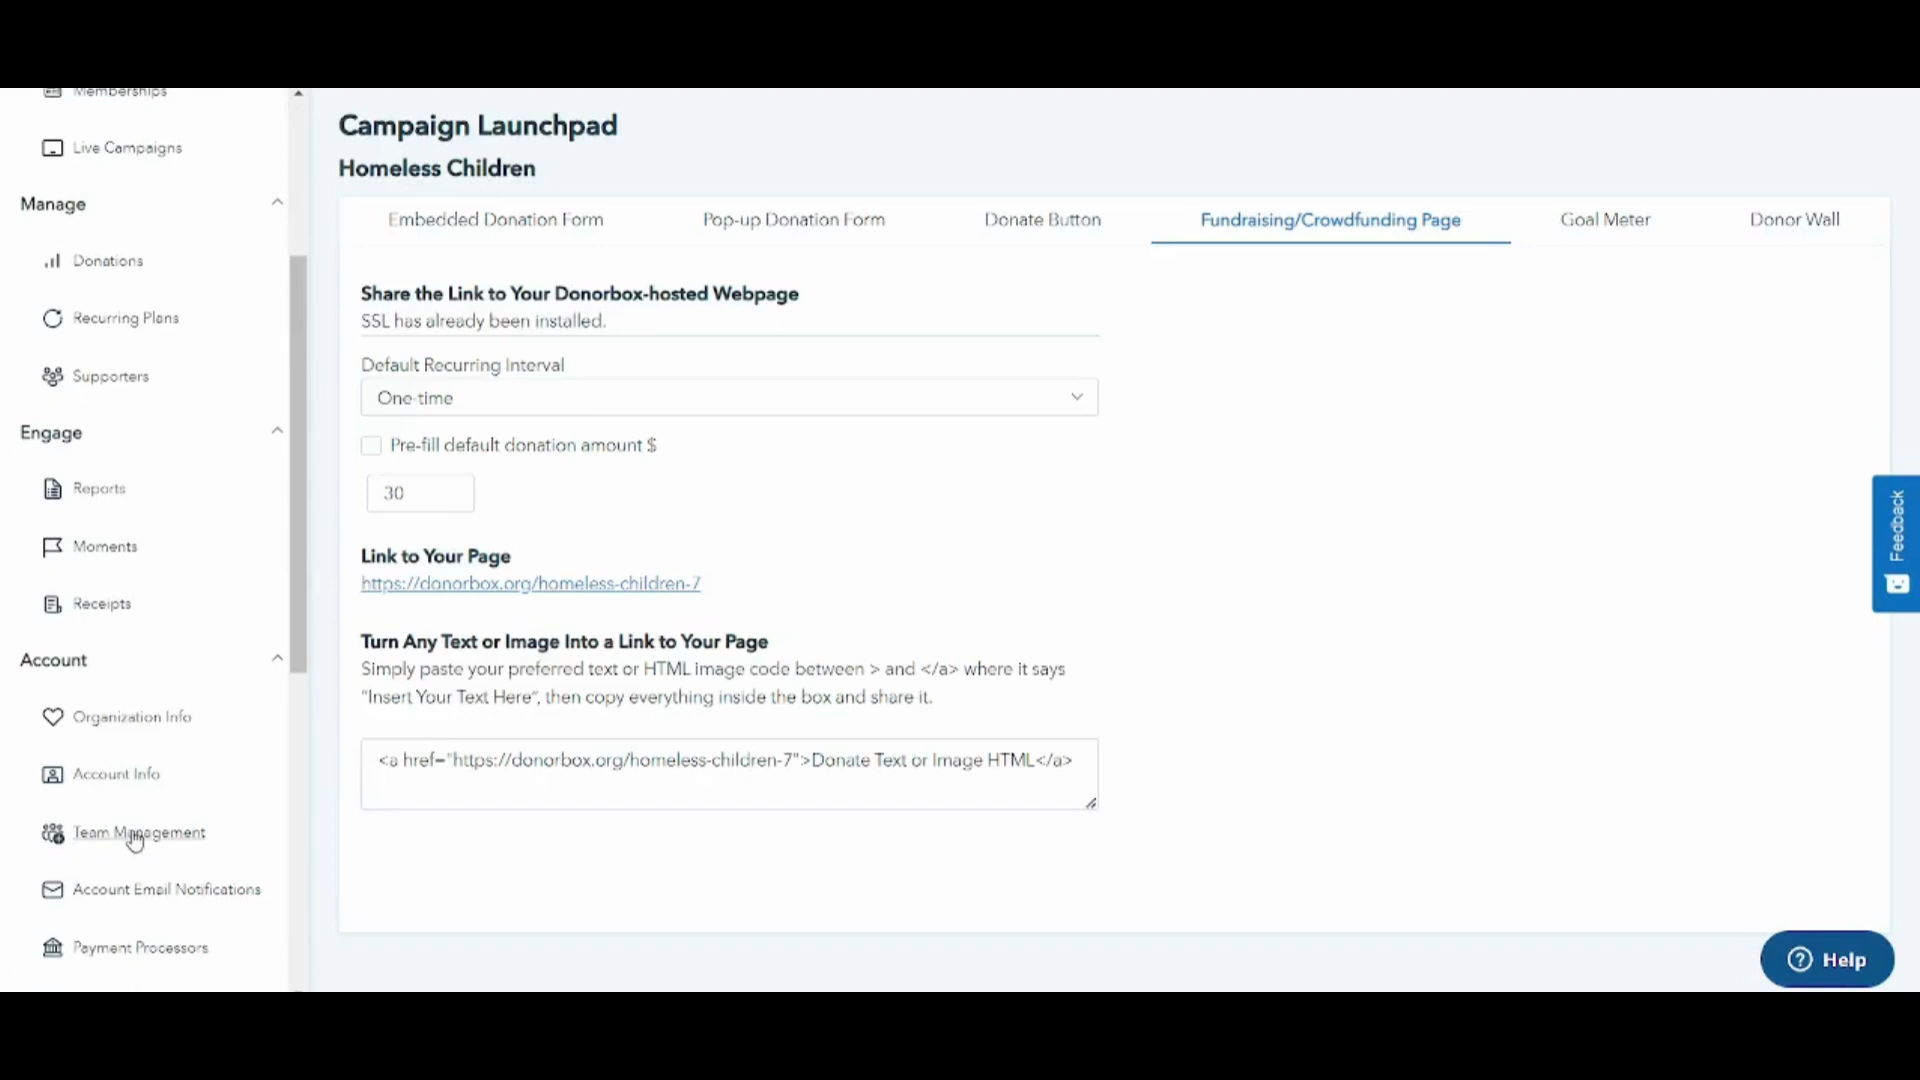 Memberships
Live Campaigns
Manage
Donations
Recurring Plans
Supporters
Engage
Reports
Moments
Receipts
Account
Organization Info
Account Info
Team Management
Account Email Notifications
Payment Processors
Campaign Launchpad
Homeless Children
Embedded Donation Form
Pop-up Donation Form
Donate Button
Fundraising/Crowdfunding Page
Goal Meter
Donor Wall
Share the Link to Your Donorbox-hosted Webpage
SSL has already been installed.
Default Recurring Interval
One-time
Pre-fill default donation amount $
30
Link to Your Page
https://donorbox.org/homeless-children-7
Turn Any Text or Image Into a Link to Your Page
Simply paste your preferred text or HTML image code between > and </a> where it says
"Insert Your Text Here", then copy everything inside the box and share it.
<a href="https://donorbox.org/homeless-children-7">Donate Text or Image HTML</a>
Feedback
Help